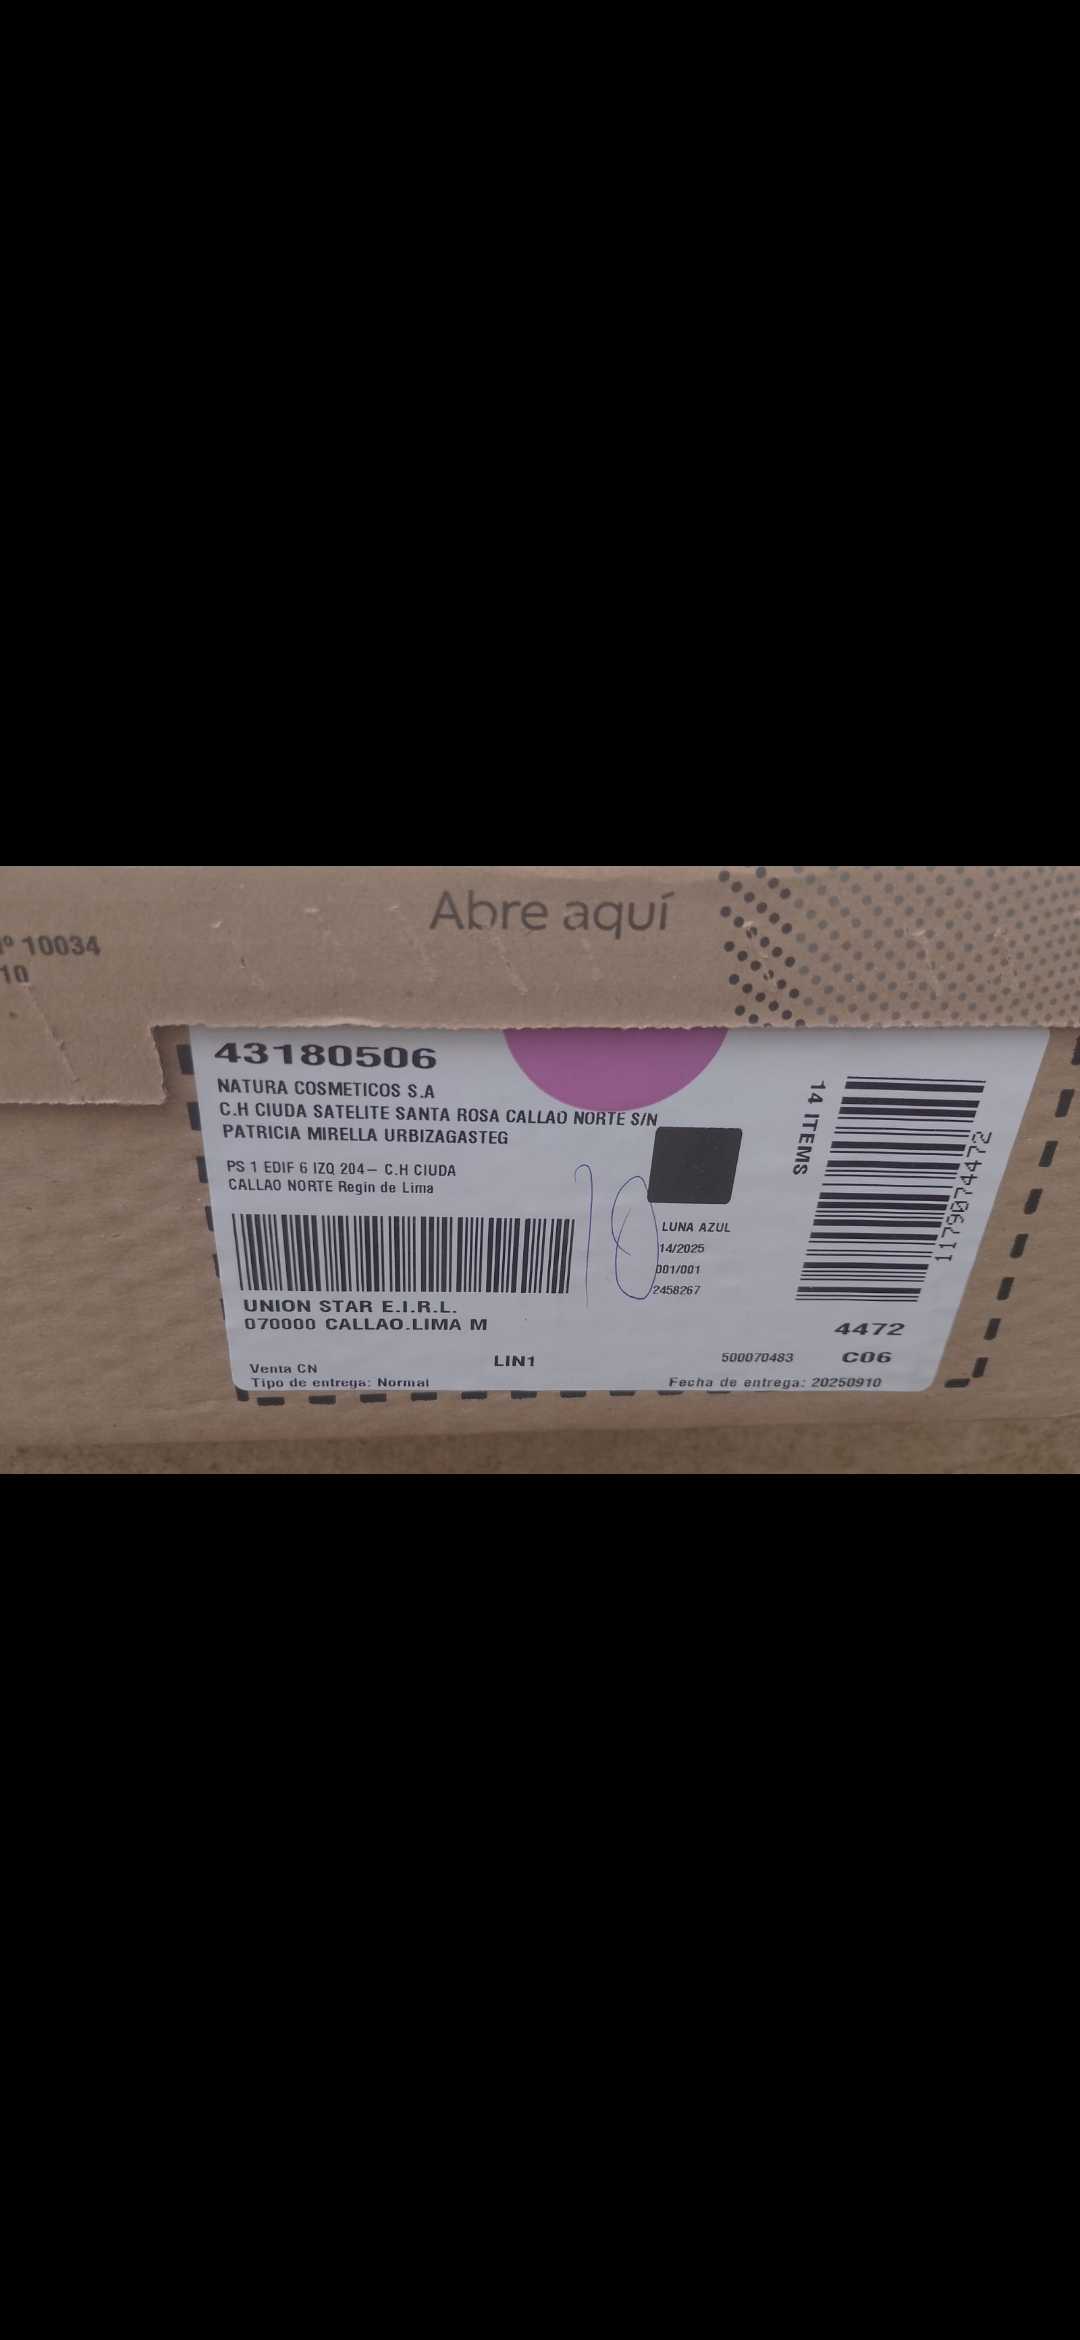 Abre aquí
º 10034
10
43180506
NATURA COSMETICOS S.A
C.H CIUDA SATELITE SANTA ROSA CALLAO NORTE S/N
PATRICIA MIRELLA URBIZAGASTEG
PS 1 EDIF 6 IZQ 204- C.H CIUDA
CALLAO NORTE Regin de Lima
14 ITEMS
1179074472
10
LUNA AZUL
14/2025
001/001
2458267
UNION STAR E.I.R.L.
070000 CALLAO.LIMA M
4472
LIN1
500070483
C06
Venta CN
Tipo de entrega: Normal
Fecha de entrega: 20250910